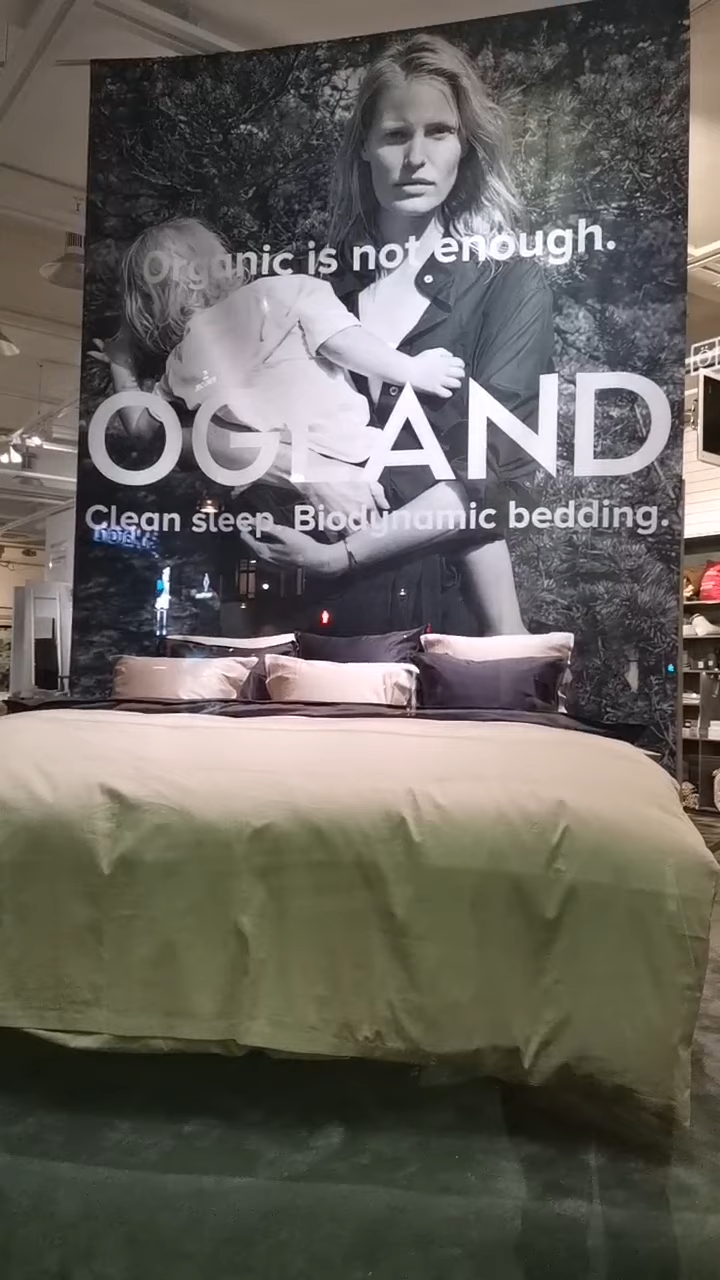 Organic is not enough.
OGLAND
Clean sleep. Biodynamic bedding.